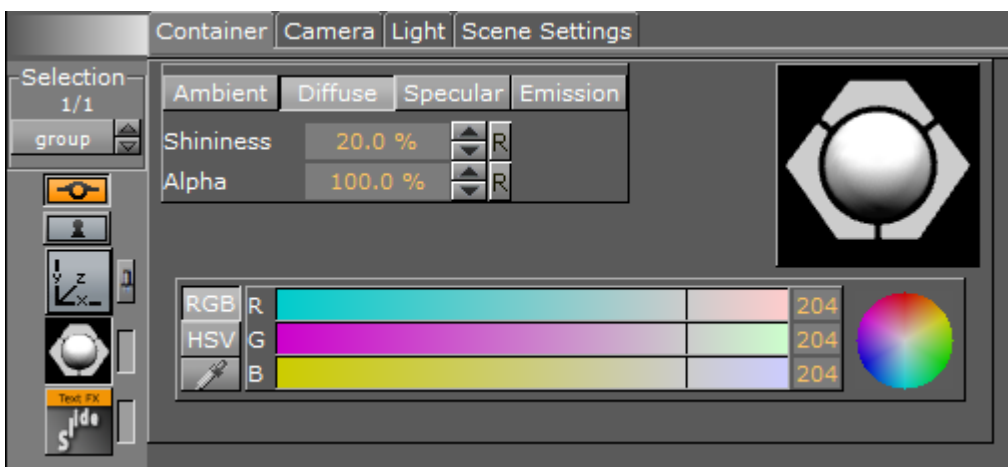 Container Camera Light Scene Settings
Selection
1/1
group
Ambient Diffuse Specular Emission
Shininess 20.0 % R
Alpha 100.0 % R
y z
x
RGB R 204
HSV G 204
B 204
Text FX
Slide